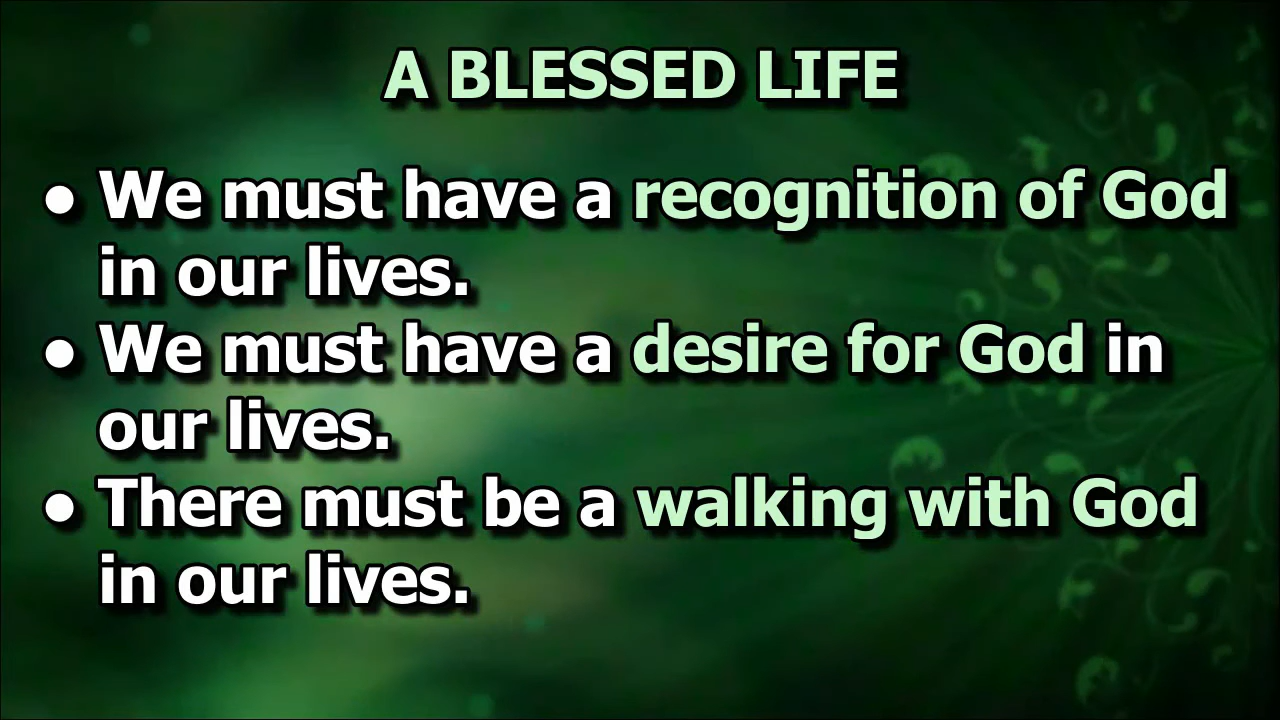 A BLESSED LIFE
● We must have a recognition of God
in our lives.
● We must have a desire for God in
our lives.
● There must be a walking with God
in our lives.